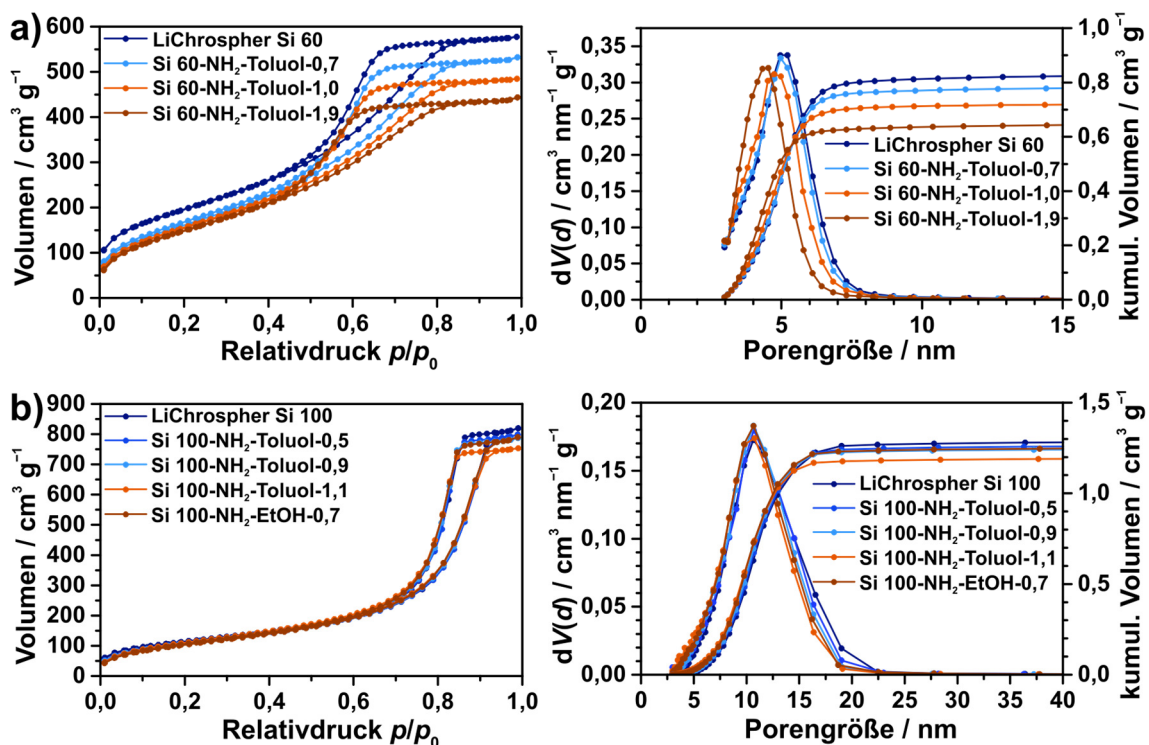 a)
600
500
400
300
200
100
0
Volumen / cm³ g⁻¹
LiChrospher Si 60
Si 60-NH₂-Toluol-0,7
Si 60-NH₂-Toluol-1,0
Si 60-NH₂-Toluol-1,9
0,0 0,2 0,4 0,6 0,8 1,0
Relativdruck p/p₀
0,35
0,30
0,25
0,20
0,15
0,10
0,05
0,00
dV(d) / cm³ nm⁻¹ g⁻¹
LiChrospher Si 60
Si 60-NH₂-Toluol-0,7
Si 60-NH₂-Toluol-1,0
Si 60-NH₂-Toluol-1,9
1,0
0,8
0,6
0,4
0,2
0,0
kumul. Volumen / cm³ g⁻¹
0 5 10 15
Porengröße / nm
b)
900
800
700
600
500
400
300
200
100
0
Volumen / cm³ g⁻¹
LiChrospher Si 100
Si 100-NH₂-Toluol-0,5
Si 100-NH₂-Toluol-0,9
Si 100-NH₂-Toluol-1,1
Si 100-NH₂-EtOH-0,7
0,0 0,2 0,4 0,6 0,8 1,0
Relativdruck p/p₀
0,20
0,15
0,10
0,05
0,00
dV(d) / cm³ nm⁻¹ g⁻¹
LiChrospher Si 100
Si 100-NH₂-Toluol-0,5
Si 100-NH₂-Toluol-0,9
Si 100-NH₂-Toluol-1,1
Si 100-NH₂-EtOH-0,7
1,5
1,0
0,5
0,0
kumul. Volumen / cm³ g⁻¹
0 5 10 15 20 25 30 35 40
Porengröße / nm